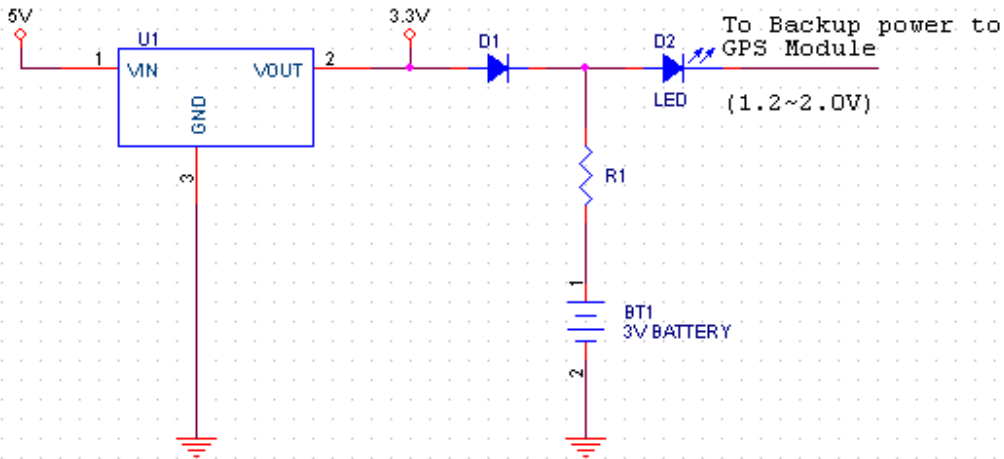 5V
3.3V
U1
D1
D2
To Backup power to
GPS Module
1
VIN
VOUT
2
LED
(1.2~2.0V)
GND
3
R1
1
BT1
3V BATTERY
2